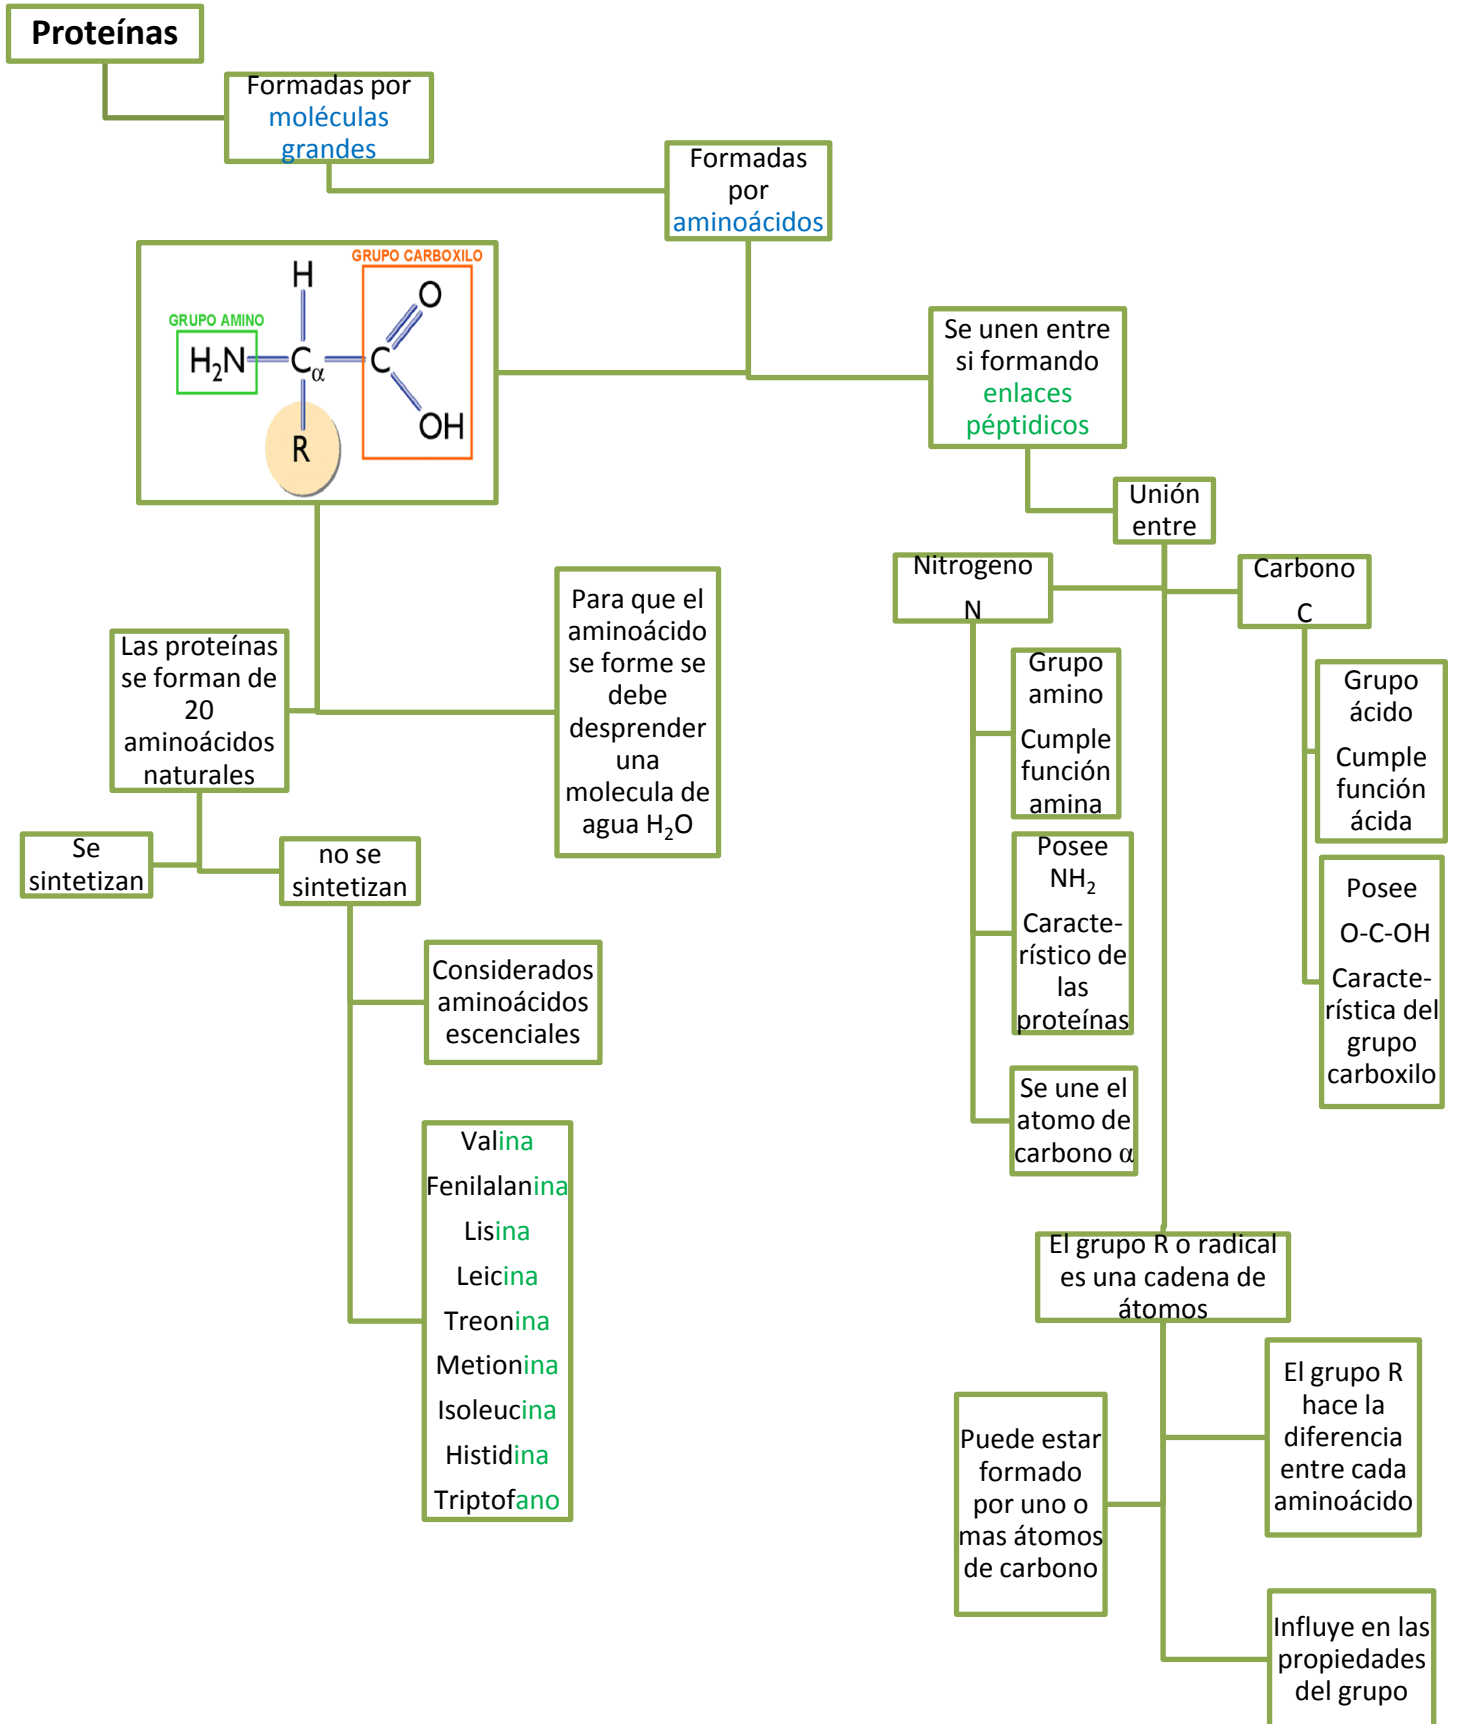 Proteínas
Formadas por
moléculas
grandes
Formadas
por
aminoácidos
GRUPO CARBOXILO
H
O
GRUPO AMINO
H₂N
Cα
C
OH
R
Se unen entre
si formando
enlaces
péptidicos
Unión
entre
Nitrogeno
N
Carbono
C
Grupo
amino
Cumple
función
amina
Posee
NH₂
Caracte-
rístico de
las
proteínas
Se une el
atomo de
carbono α
Grupo
ácido
Cumple
función
ácida
Posee
O-C-OH
Caracte-
rística del
grupo
carboxilo
Para que el
aminoácido
se forme se
debe
desprender
una
molecula de
agua H₂O
Las proteínas
se forman de
20
aminoácidos
naturales
Se
sintetizan
no se
sintetizan
Considerados
aminoácidos
escenciales
Valina
Fenilalanina
Lisina
Leicina
Treonina
Metionina
Isoleucina
Histidina
Triptofano
El grupo R o radical
es una cadena de
átomos
El grupo R
hace la
diferencia
entre cada
aminoácido
Puede estar
formado
por uno o
mas átomos
de carbono
Influye en las
propiedades
del grupo